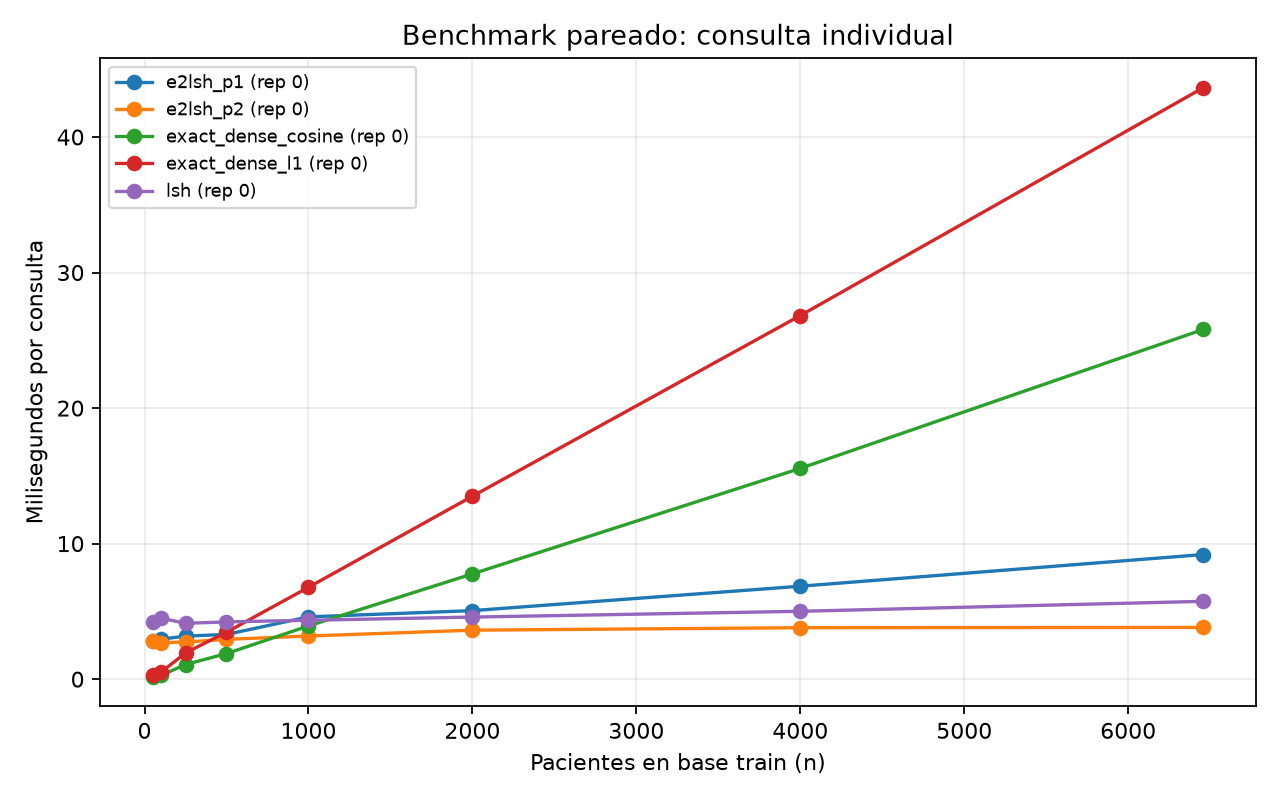 Benchmark pareado: consulta individual
e2lsh_p1 (rep 0)
e2lsh_p2 (rep 0)
exact_dense_cosine (rep 0)
exact_dense_l1 (rep 0)
lsh (rep 0)
Milisegundos por consulta
40
30
20
10
0
0 1000 2000 3000 4000 5000 6000
Pacientes en base train (n)